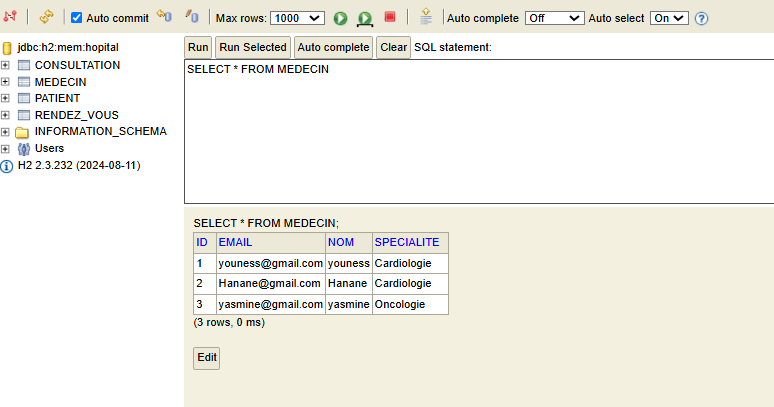 Auto commit Max rows: 1000 Auto complete Off Auto select On
jdbc:h2:mem:hopital
CONSULTATION
MEDECIN
PATIENT
RENDEZ_VOUS
INFORMATION_SCHEMA
Users
H2 2.3.232 (2024-08-11)
Run Run Selected Auto complete Clear SQL statement:
SELECT * FROM MEDECIN
SELECT * FROM MEDECIN;
ID EMAIL NOM SPECIALITE
1 youness@gmail.com youness Cardiologie
2 Hanane@gmail.com Hanane Cardiologie
3 yasmine@gmail.com yasmine Oncologie
(3 rows, 0 ms)
Edit